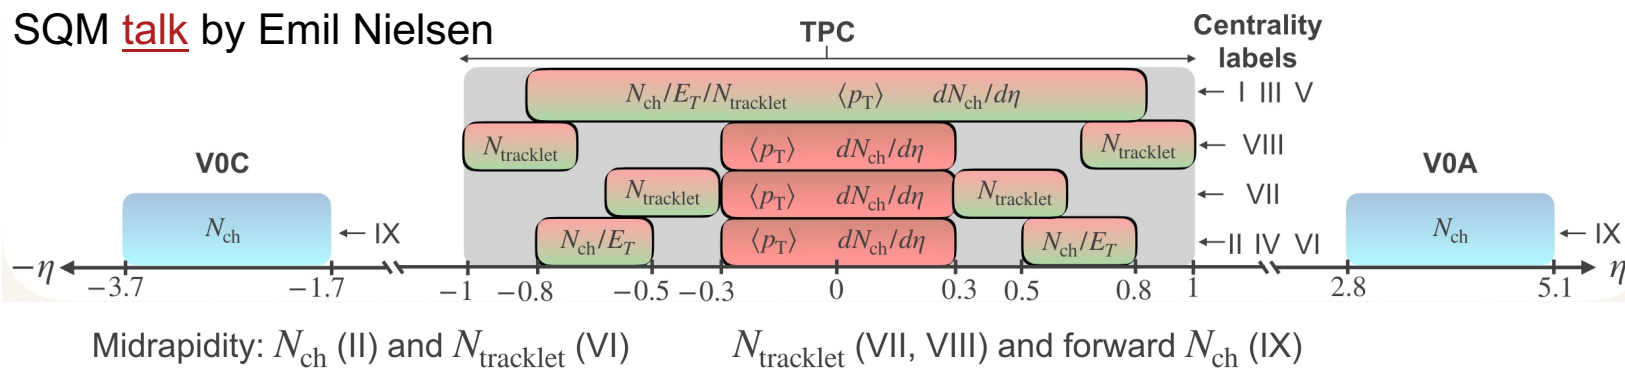 SQM talk by Emil Nielsen
TPC
Centrality
labels
N_ch/E_T/N_tracklet ⟨p_T⟩ dN_ch/dη
← I III V
N_tracklet ⟨p_T⟩ dN_ch/dη N_tracklet
← VIII
V0C
V0A
N_tracklet ⟨p_T⟩ dN_ch/dη N_tracklet
← VII
N_ch
← IX
N_ch/E_T ⟨p_T⟩ dN_ch/dη N_ch/E_T
← II IV VI
N_ch
← IX
−η −3.7 −1.7 −1 −0.8 −0.5 −0.3 0 0.3 0.5 0.8 1 2.8 5.1 η
Midrapidity: N_ch (II) and N_tracklet (VI) N_tracklet (VII, VIII) and forward N_ch (IX)